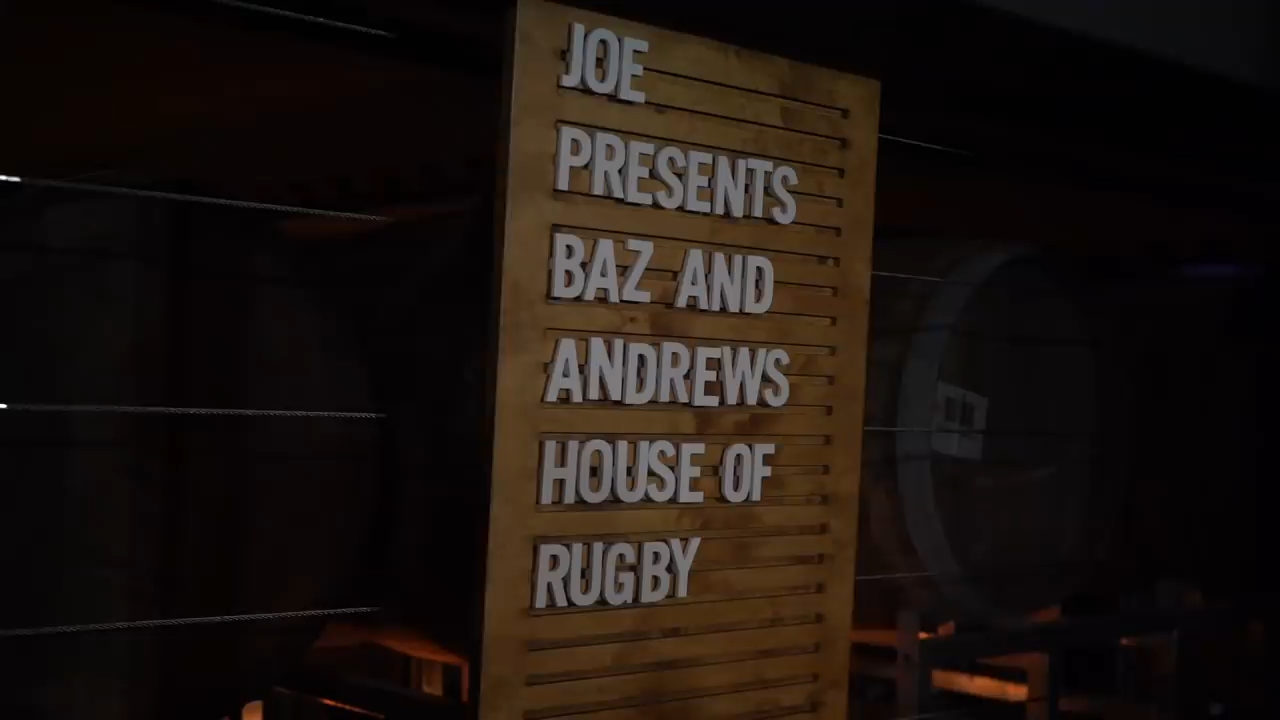 JOE
PRESENTS
BAZ AND
ANDREWS
HOUSE OF
RUGBY